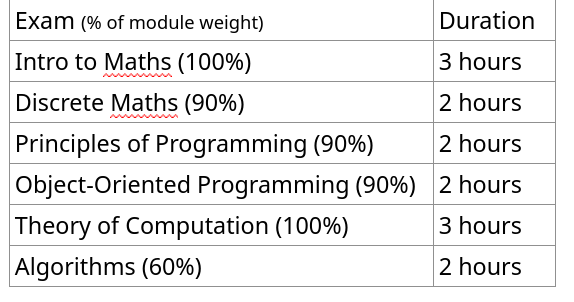 Exam (% of module weight) Duration
Intro to Maths (100%) 3 hours
Discrete Maths (90%) 2 hours
Principles of Programming (90%) 2 hours
Object-Oriented Programming (90%) 2 hours
Theory of Computation (100%) 3 hours
Algorithms (60%) 2 hours